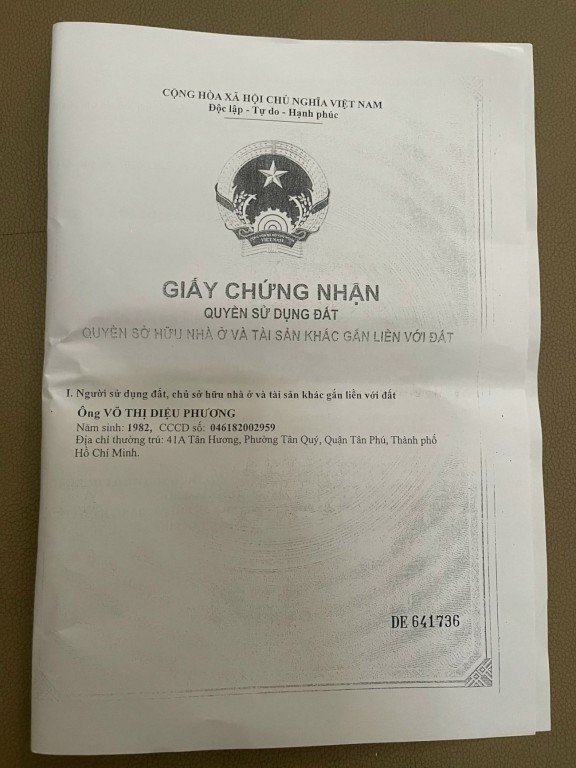 CỘNG HÒA XÃ HỘI CHỦ NGHĨA VIỆT NAM
Độc lập - Tự do - Hạnh phúc
VIỆT NAM
GIẤY CHỨNG NHẬN
QUYỀN SỬ DỤNG ĐẤT
QUYỀN SỞ HỮU NHÀ Ở VÀ TÀI SẢN KHÁC GẮN LIỀN VỚI ĐẤT
I. Người sử dụng đất, chủ sở hữu nhà ở và tài sản khác gắn liền với đất
Ông VÕ THỊ DIỆU PHƯƠNG
Năm sinh: 1982, CCCD số: 046182002959
Địa chỉ thường trú: 41A Tân Hương, Phường Tân Quý, Quận Tân Phú, Thành phố
Hồ Chí Minh.
DE 641736